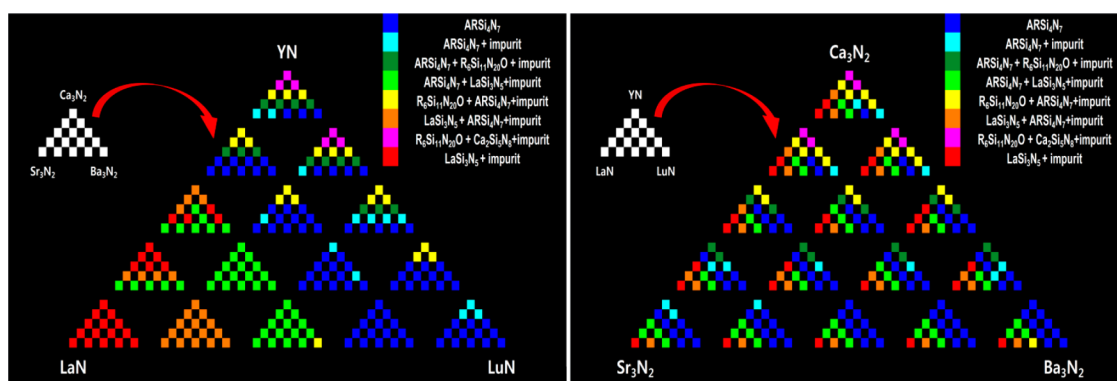 YN
Ca₃N₂
Sr₃N₂
Ba₃N₂
LaN
LuN
ARSi₄N₇
ARSi₄N₇ + impurit
ARSi₄N₇ + R₆Si₁₁N₂₀O + impurit
ARSi₄N₇ + LaSi₃N₅+impurit
R₆Si₁₁N₂₀O + ARSi₄N₇+impurit
LaSi₃N₅ + ARSi₄N₇+impurit
R₆Si₁₁N₂₀O + Ca₂Si₅N₈+impurit
LaSi₃N₅ + impurit
Ca₃N₂
YN
LaN
LuN
Sr₃N₂
Ba₃N₂
ARSi₄N₇
ARSi₄N₇ + impurit
ARSi₄N₇ + R₆Si₁₁N₂₀O + impurit
ARSi₄N₇ + LaSi₃N₅+impurit
R₆Si₁₁N₂₀O + ARSi₄N₇+impurit
LaSi₃N₅ + ARSi₄N₇+impurit
R₆Si₁₁N₂₀O + Ca₂Si₅N₈+impurit
LaSi₃N₅ + impurit